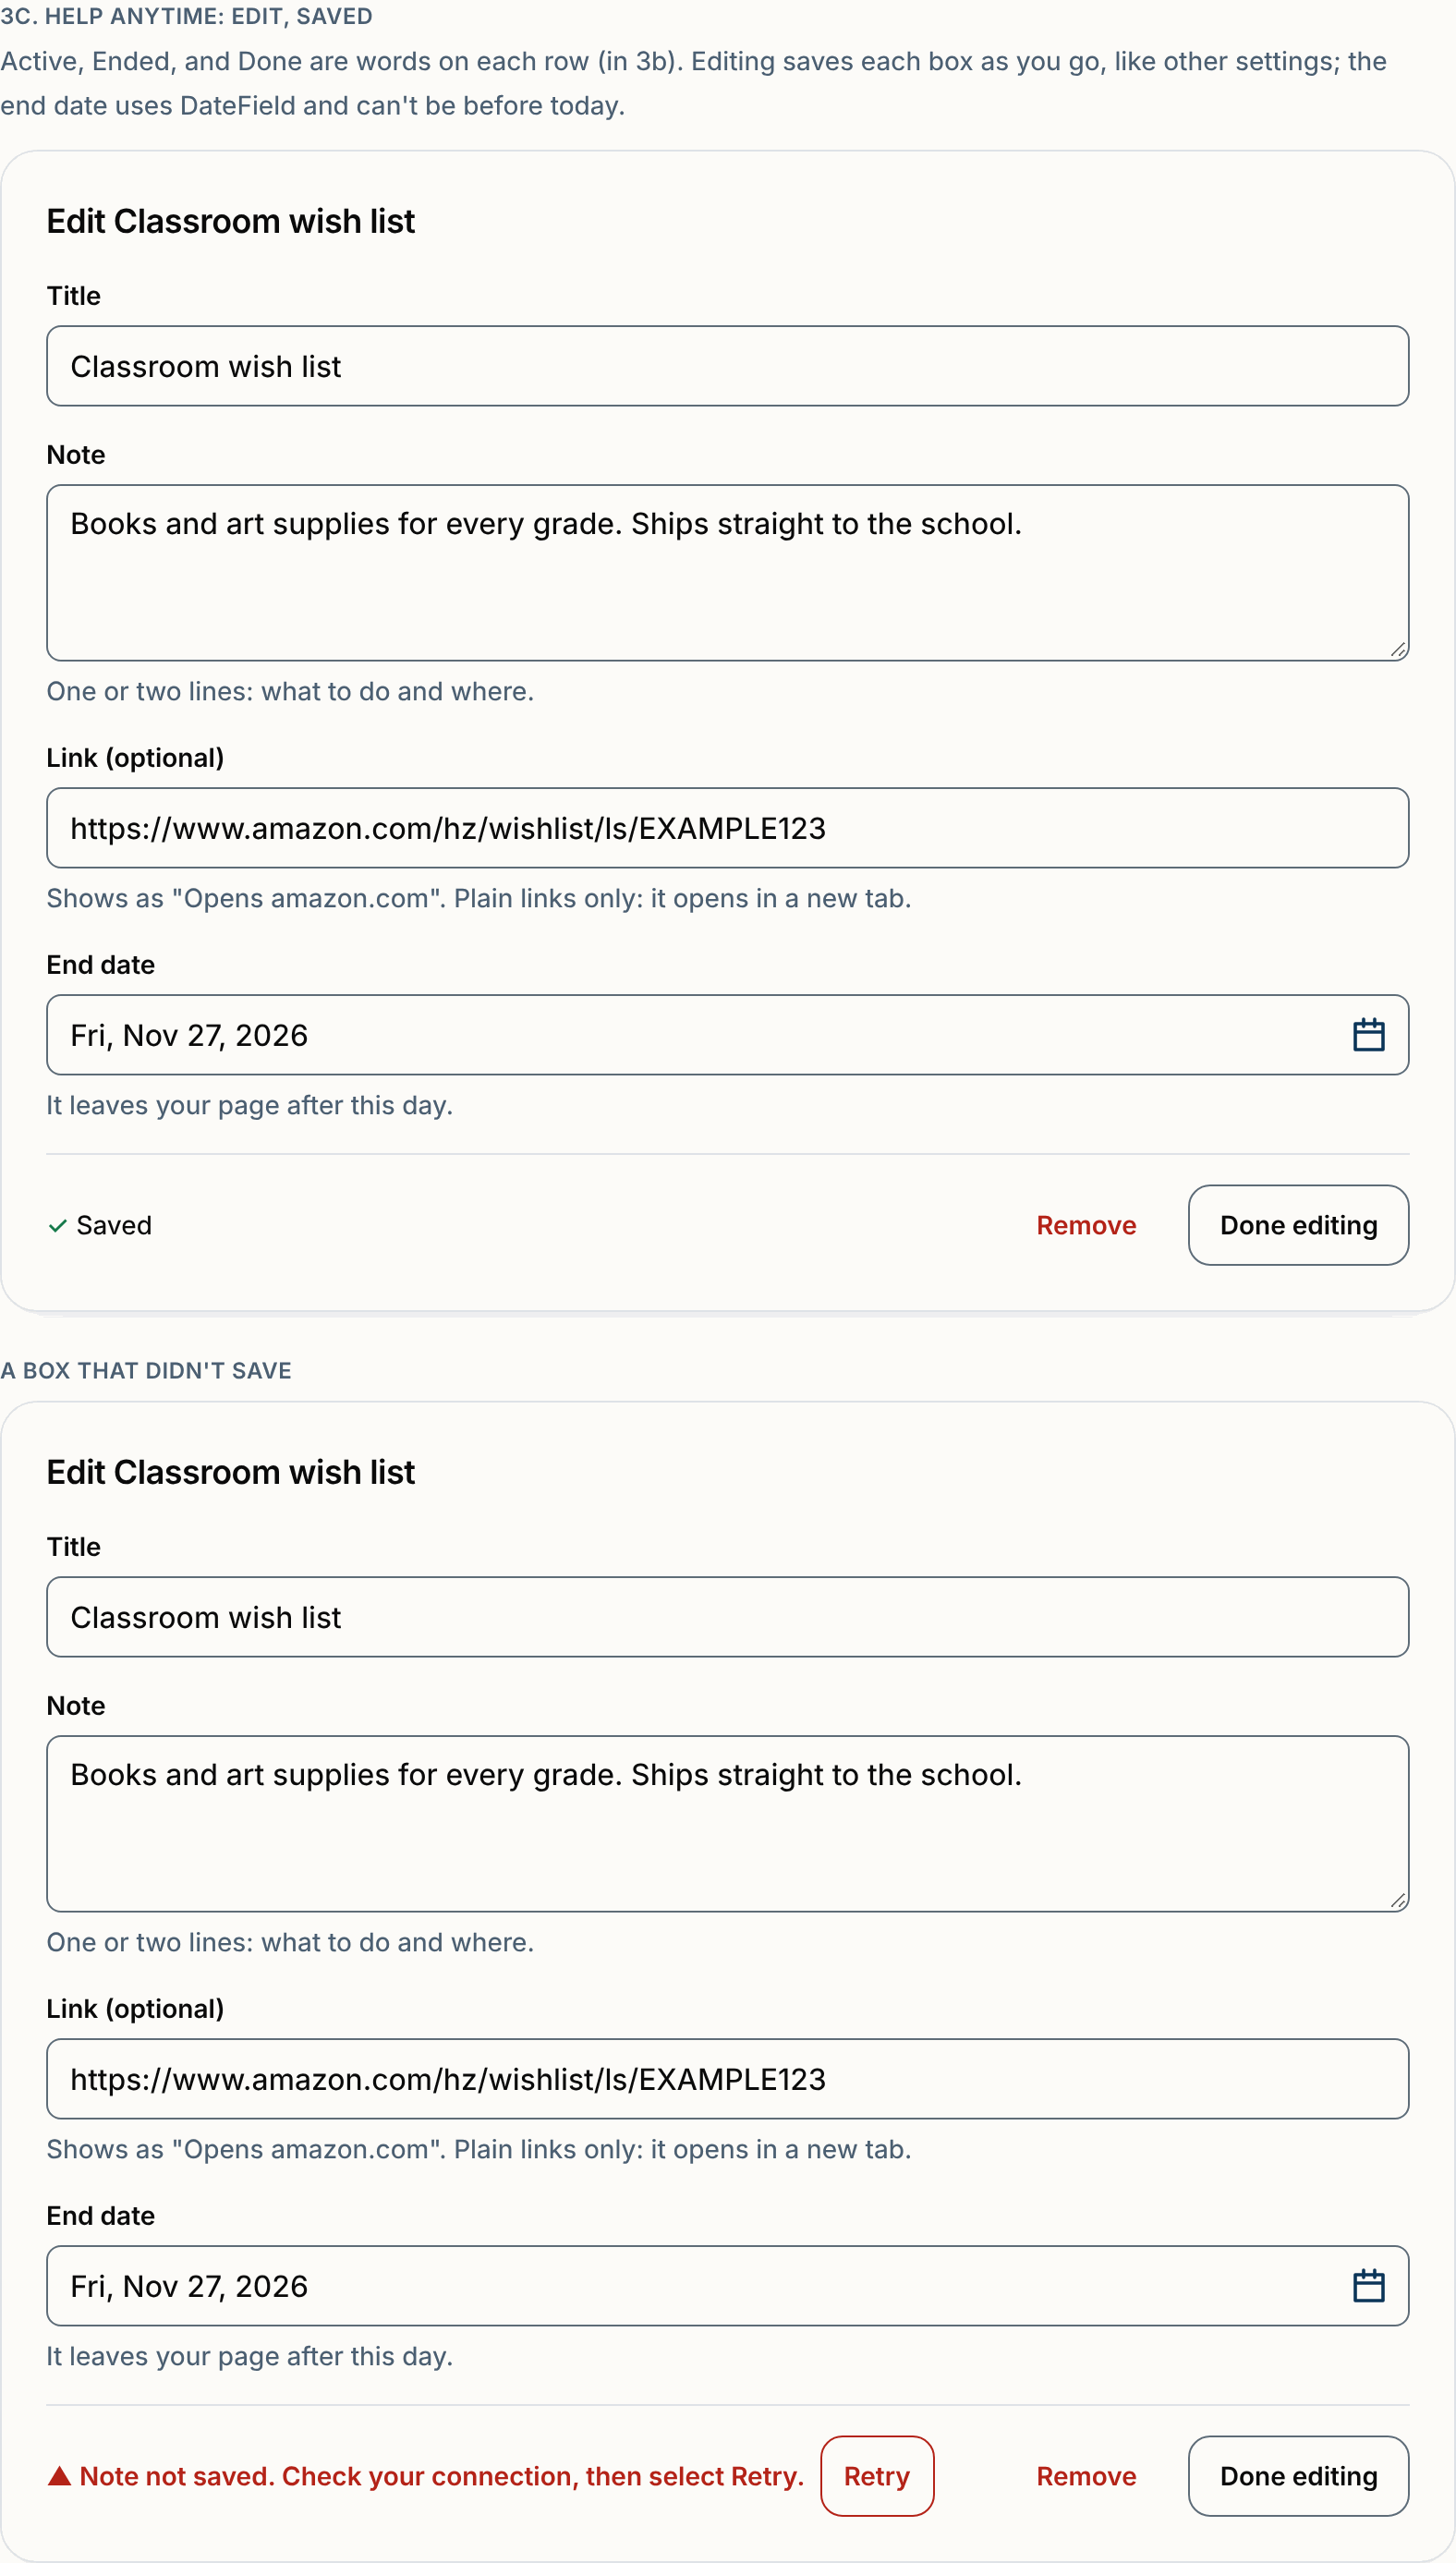 3C. HELP ANYTIME: EDIT, SAVED
Active, Ended, and Done are words on each row (in 3b). Editing saves each box as you go, like other settings; the
end date uses DateField and can't be before today.
Edit Classroom wish list
Title
Classroom wish list
Note
Books and art supplies for every grade. Ships straight to the school.
One or two lines: what to do and where.
Link (optional)
https://www.amazon.com/hz/wishlist/ls/EXAMPLE123
Shows as "Opens amazon.com". Plain links only: it opens in a new tab.
End date
Fri, Nov 27, 2026
It leaves your page after this day.
Saved
Remove
Done editing
A BOX THAT DIDN'T SAVE
Edit Classroom wish list
Title
Classroom wish list
Note
Books and art supplies for every grade. Ships straight to the school.
One or two lines: what to do and where.
Link (optional)
https://www.amazon.com/hz/wishlist/ls/EXAMPLE123
Shows as "Opens amazon.com". Plain links only: it opens in a new tab.
End date
Fri, Nov 27, 2026
It leaves your page after this day.
Note not saved. Check your connection, then select Retry.
Retry
Remove
Done editing